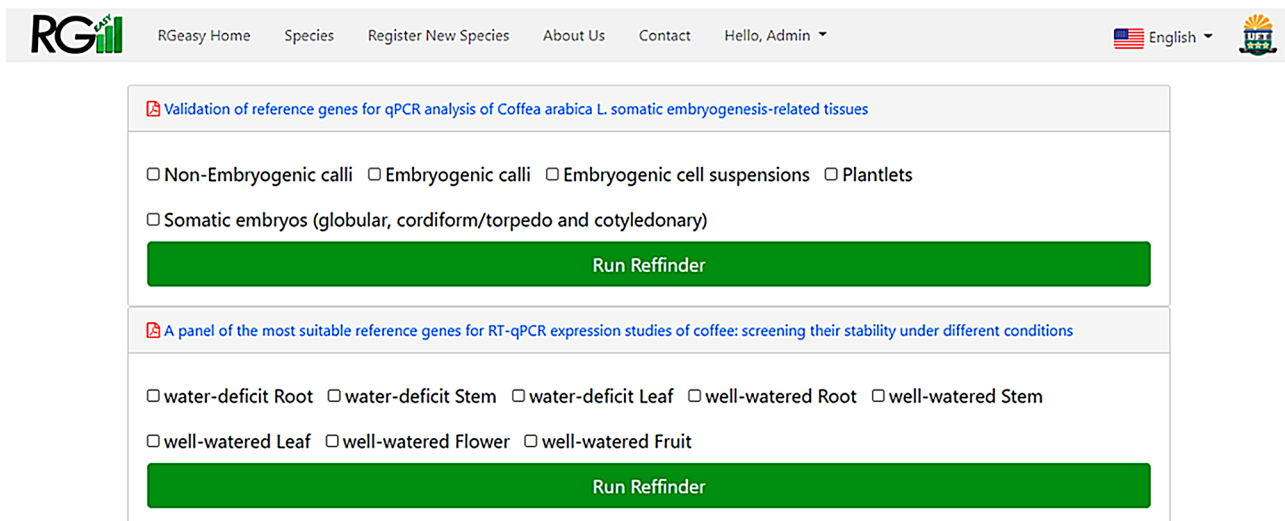 RG EASY RGeasy Home Species Register New Species About Us Contact Hello, Admin English UFT
Validation of reference genes for qPCR analysis of Coffea arabica L. somatic embryogenesis-related tissues
Non-Embryogenic calli Embryogenic calli Embryogenic cell suspensions Plantlets
Somatic embryos (globular, cordiform/torpedo and cotyledonary)
Run Reffinder
A panel of the most suitable reference genes for RT-qPCR expression studies of coffee: screening their stability under different conditions
water-deficit Root water-deficit Stem water-deficit Leaf well-watered Root well-watered Stem
well-watered Leaf well-watered Flower well-watered Fruit
Run Reffinder